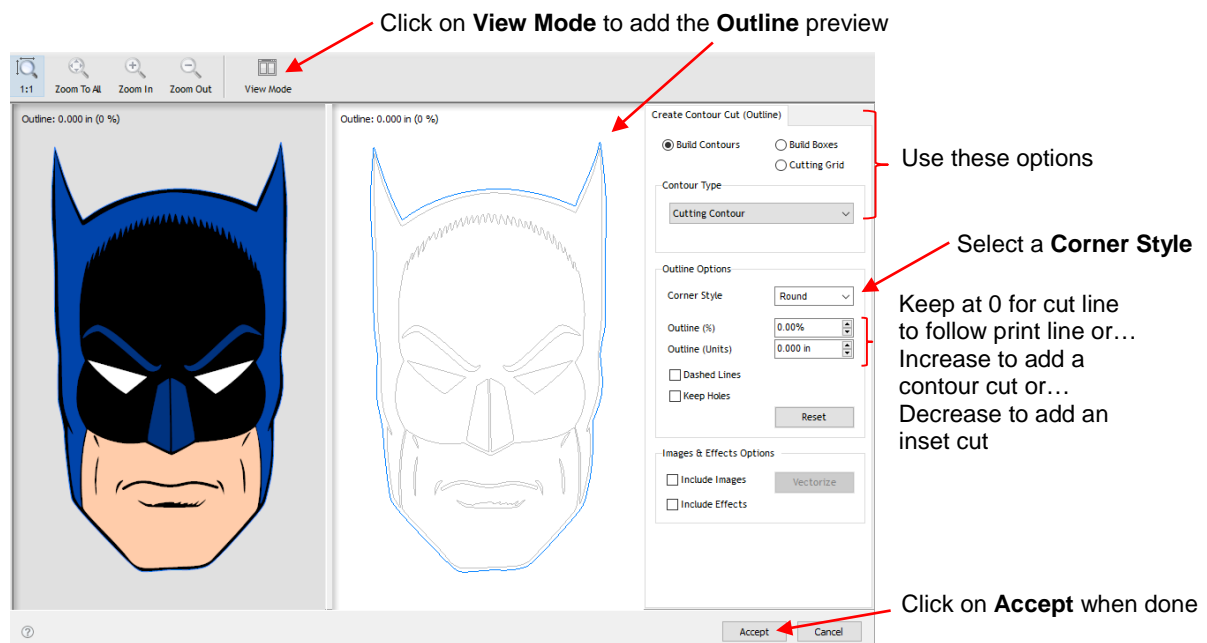 Click on View Mode to add the Outline preview
1:1 Zoom To All Zoom In Zoom Out View Mode
Outline: 0.000 in (0 %)
Outline: 0.000 in (0 %)
Create Contour Cut (Outline)
Build Contours Build Boxes
Cutting Grid
Use these options
Contour Type
Cutting Contour
Select a Corner Style
Outline Options
Corner Style Round
Outline (%) 0.00%
Outline (Units) 0.000 in
Dashed Lines
Keep Holes
Reset
Keep at 0 for cut line
to follow print line or…
Increase to add a
contour cut or…
Decrease to add an
inset cut
Images & Effects Options
Include Images Vectorize
Include Effects
Click on Accept when done
? Accept Cancel